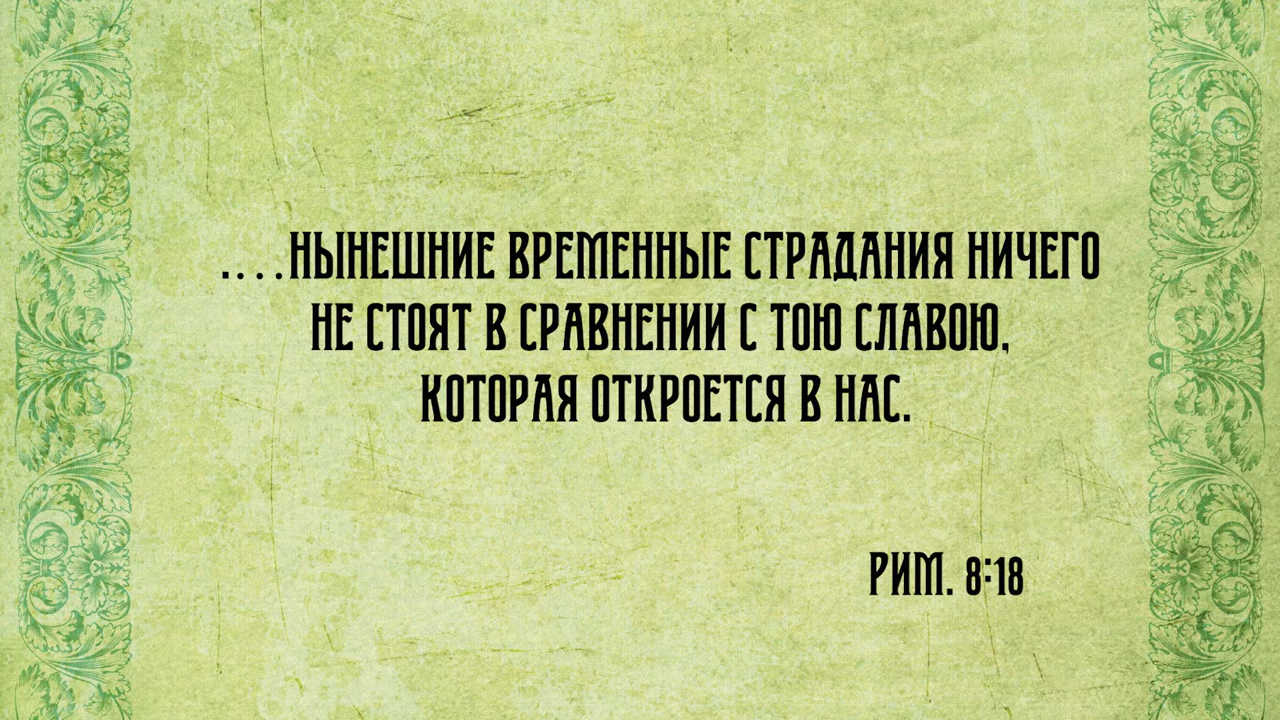 ....НЫНЕШНИЕ ВРЕМЕННЫЕ СТРАДАНИЯ НИЧЕГО
НЕ СТОЯТ В СРАВНЕНИИ С ТОЮ СЛАВОЮ,
КОТОРАЯ ОТКРОЕТСЯ В НАС.
РИМ. 8:18